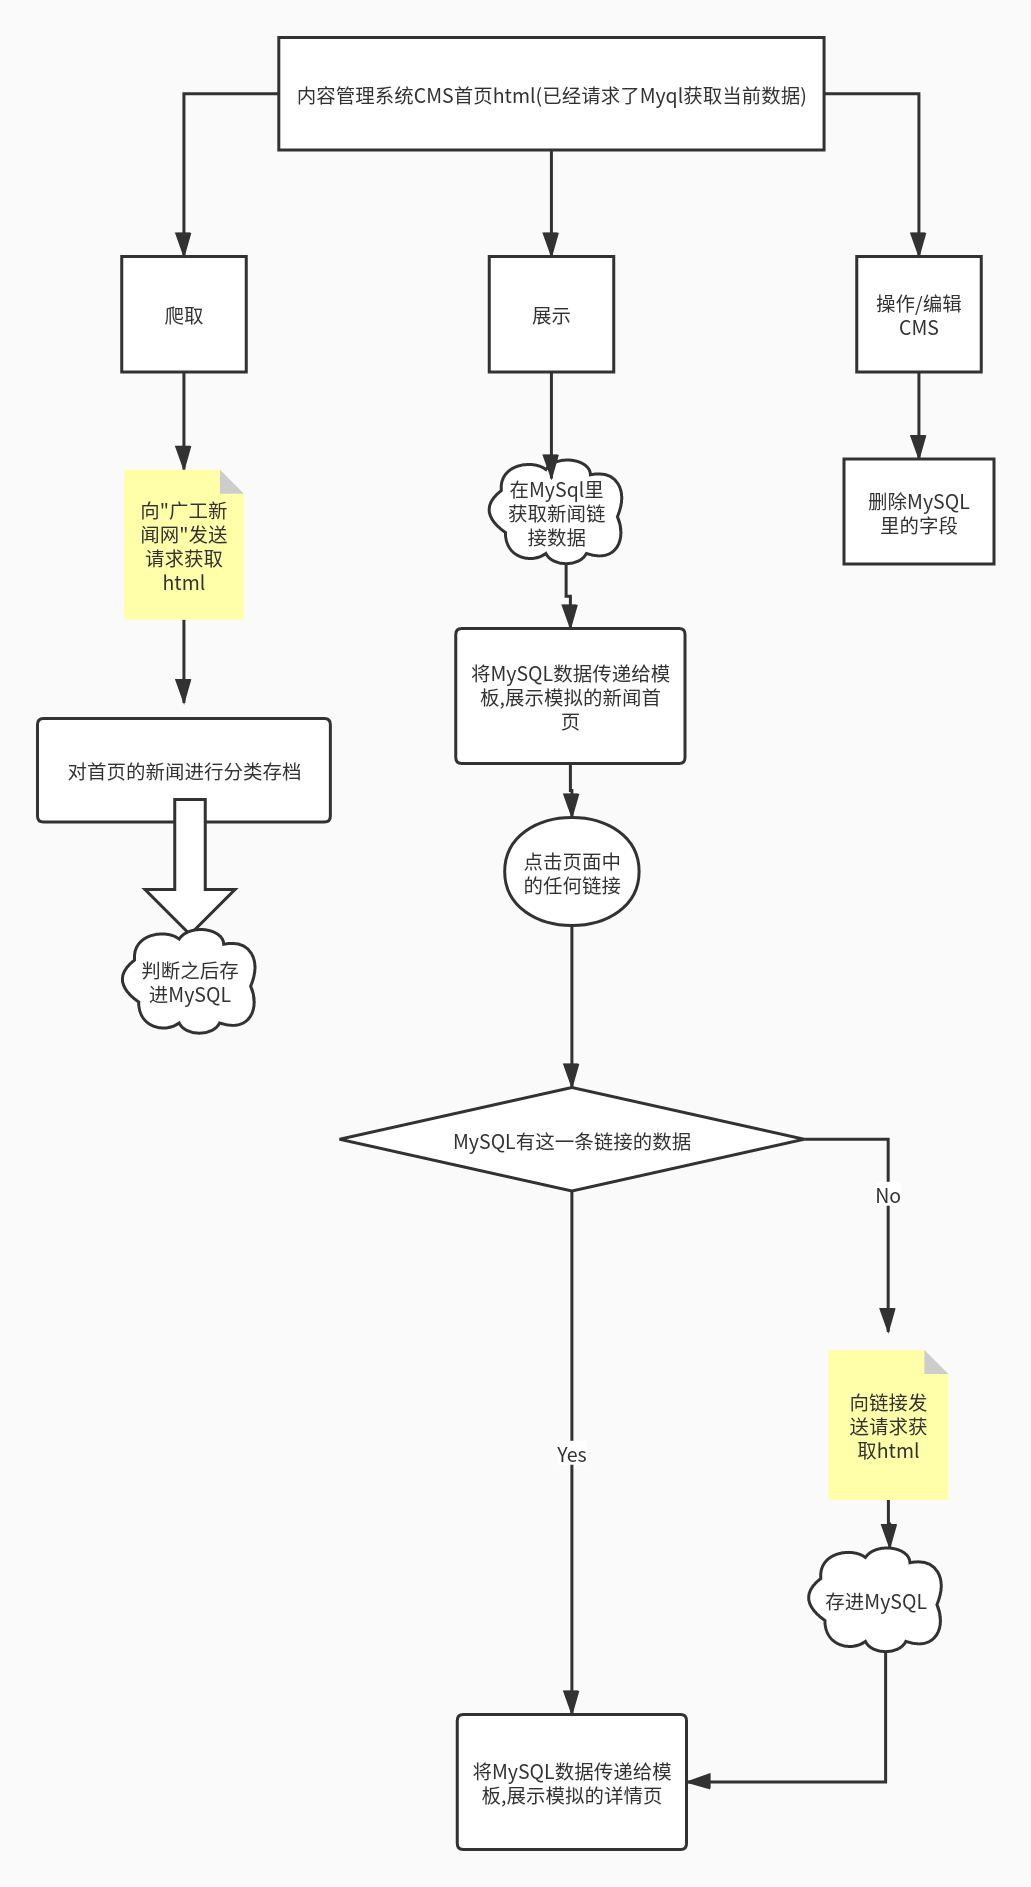 内容管理系统CMS首页html(已经请求了Myql获取当前数据)
爬取
展示
操作/编辑
CMS
向"广工新
闻网"发送
请求获取
html
在MySql里
获取新闻链
接数据
删除MySQL
里的字段
将MySQL数据传递给模
板,展示模拟的新闻首
页
对首页的新闻进行分类存档
点击页面中
的任何链接
判断之后存
进MySQL
MySQL有这一条链接的数据
No
Yes
向链接发
送请求获
取html
存进MySQL
将MySQL数据传递给模
板,展示模拟的详情页